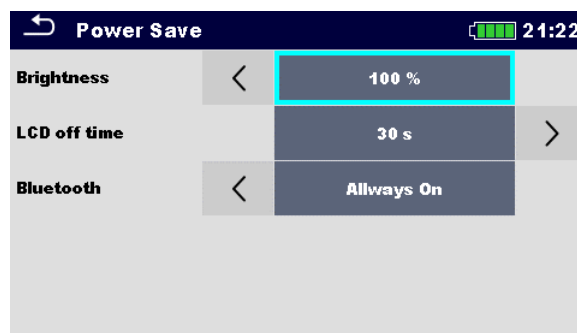 Power Save 21:22
Brightness 100 %
LCD off time 30 s
Bluetooth Allways On